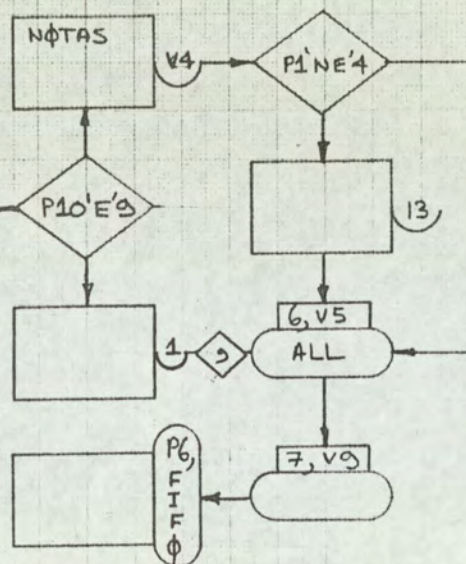 NØTAS
V4
P1'NE'4
P10'E'9
13
6, V5
ALL
1
9
7, V9
P6,
F
I
F
Ø